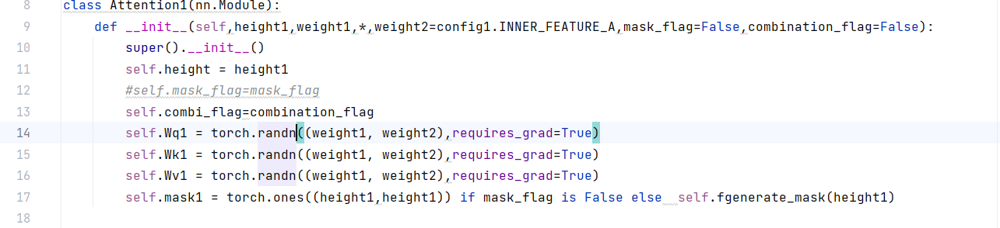 8 class Attention1(nn.Module):
9 def __init__(self,height1,weight1,*,weight2=config1.INNER_FEATURE_A,mask_flag=False,combination_flag=False):
10 super().__init__()
11 self.height = height1
12 #self.mask_flag=mask_flag
13 self.combi_flag=combination_flag
14 self.Wq1 = torch.randn((weight1, weight2),requires_grad=True)
15 self.Wk1 = torch.randn((weight1, weight2),requires_grad=True)
16 self.Wv1 = torch.randn((weight1, weight2),requires_grad=True)
17 self.mask1 = torch.ones((height1,height1)) if mask_flag is False else  self.fgenerate_mask(height1)
18